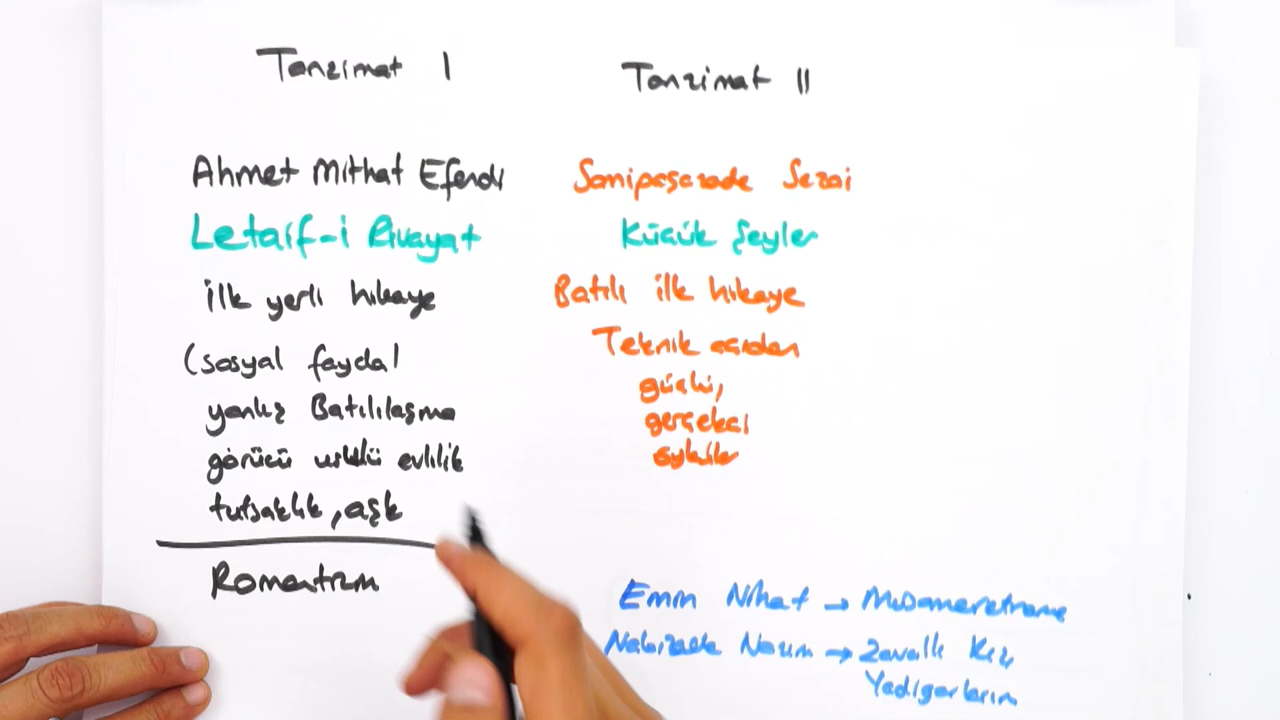 Tanzimat I
Ahmet Mithat Efendi
Letaif-i Rivayat
ilk yerli hikaye
(sosyal fayda)
yanlış Batılılaşma
görücü usulü evlilik
tutsaklık, aşk
Romantizm
Tanzimat II
Samipaşazade Sezai
Küçük Şeyler
Batılı ilk hikaye
Teknik açıdan
güçlü,
gerçekçi
öyküler
Emin Nihat → Müsameretname
Nabizade Nazım → Zavallı Kız
Yadigarlarım